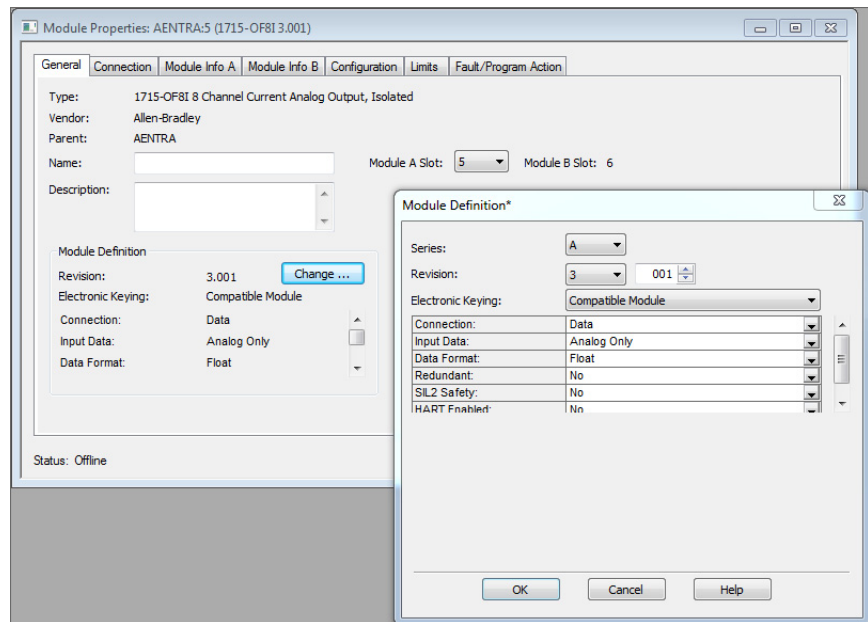 Module Properties: AENTRA:5 (1715-OF8I 3.001)
General Connection Module Info A Module Info B Configuration Limits Fault/Program Action
Type: 1715-OF8I 8 Channel Current Analog Output, Isolated
Vendor: Allen-Bradley
Parent: AENTRA
Name: Module A Slot: 5 Module B Slot: 6
Description:
Module Definition
Revision: 3.001 Change ...
Electronic Keying: Compatible Module
Connection: Data
Input Data: Analog Only
Data Format: Float
Status: Offline
Module Definition*
Series: A
Revision: 3 001
Electronic Keying: Compatible Module
Connection: Data
Input Data: Analog Only
Data Format: Float
Redundant: No
SIL2 Safety: No
HART Enabled: No
OK Cancel Help